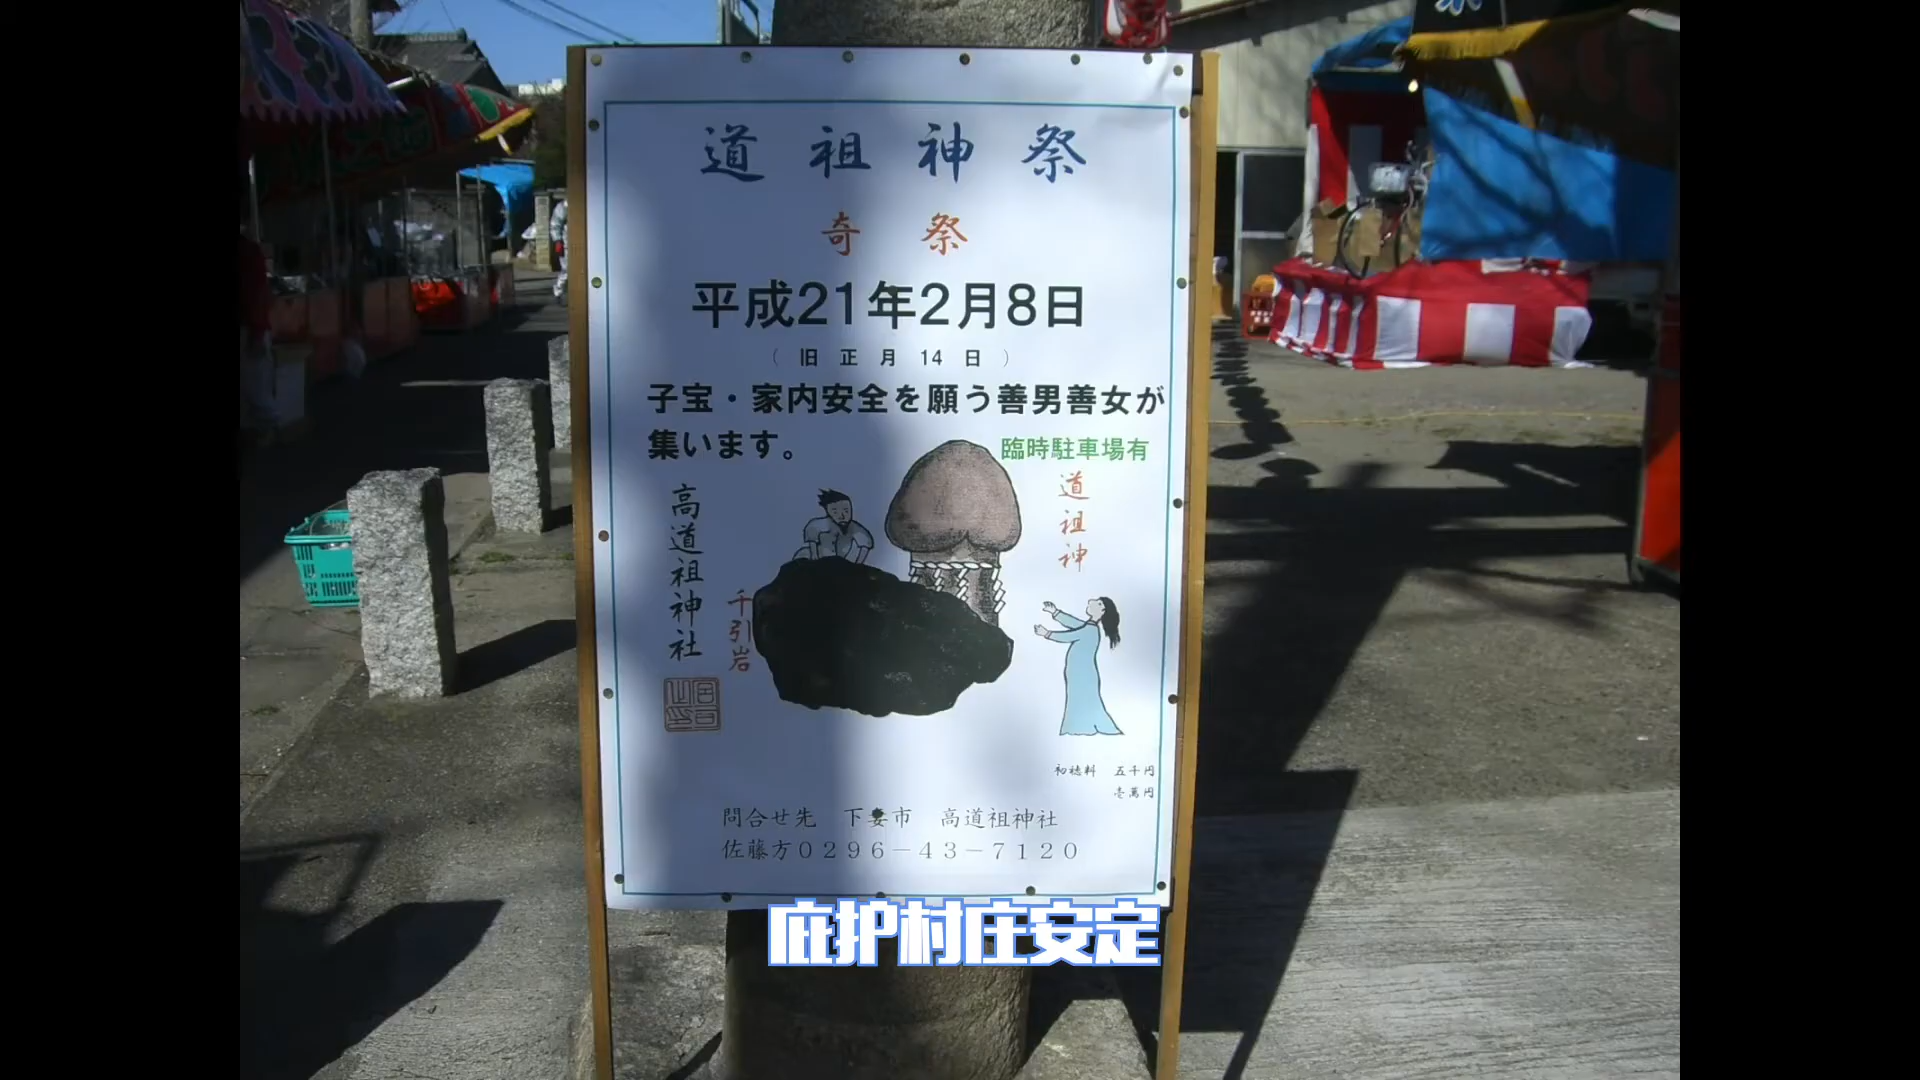 道祖神祭
奇祭
平成21年2月8日
（旧正月14日）
子宝・家内安全を願う善男善女が
集います。
臨時駐車場有
道祖神
高道祖神社
千引岩
初穂料 五千円
壱萬円
問合せ先 下妻市 高道祖神社
佐藤方0296－43－7120
庇护村庄安定